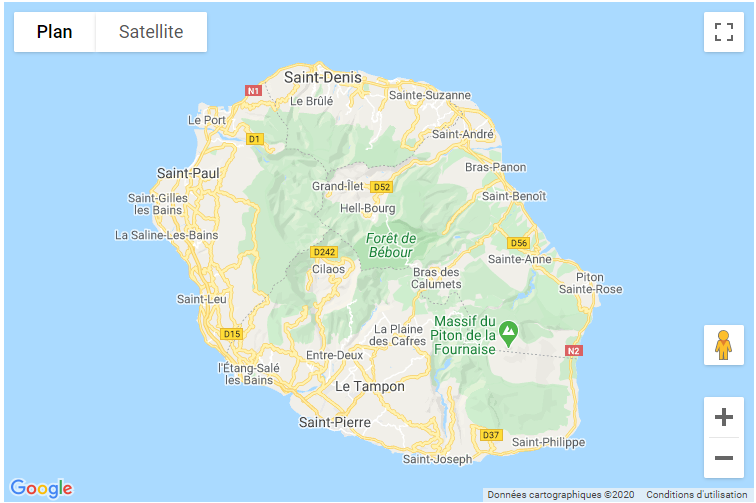 Plan
Satellite
Saint-Denis
N1
Le Brûlé
Sainte-Suzanne
Le Port
D1
Saint-André
Saint-Paul
Bras-Panon
Grand-Îlet
D52
Saint-Gilles
les Bains
Hell-Bourg
Saint-Benoît
La Saline-Les-Bains
Forêt de
Bébour
D56
D242
Sainte-Anne
Cilaos
Bras des
Calumets
Piton
Sainte-Rose
Saint-Leu
Massif du
Piton de la
Fournaise
La Plaine
des Cafres
D15
N2
Entre-Deux
l'Étang-Salé
les Bains
Le Tampon
Saint-Pierre
D37
Saint-Philippe
Saint-Joseph
Google
Données cartographiques ©2020
Conditions d'utilisation